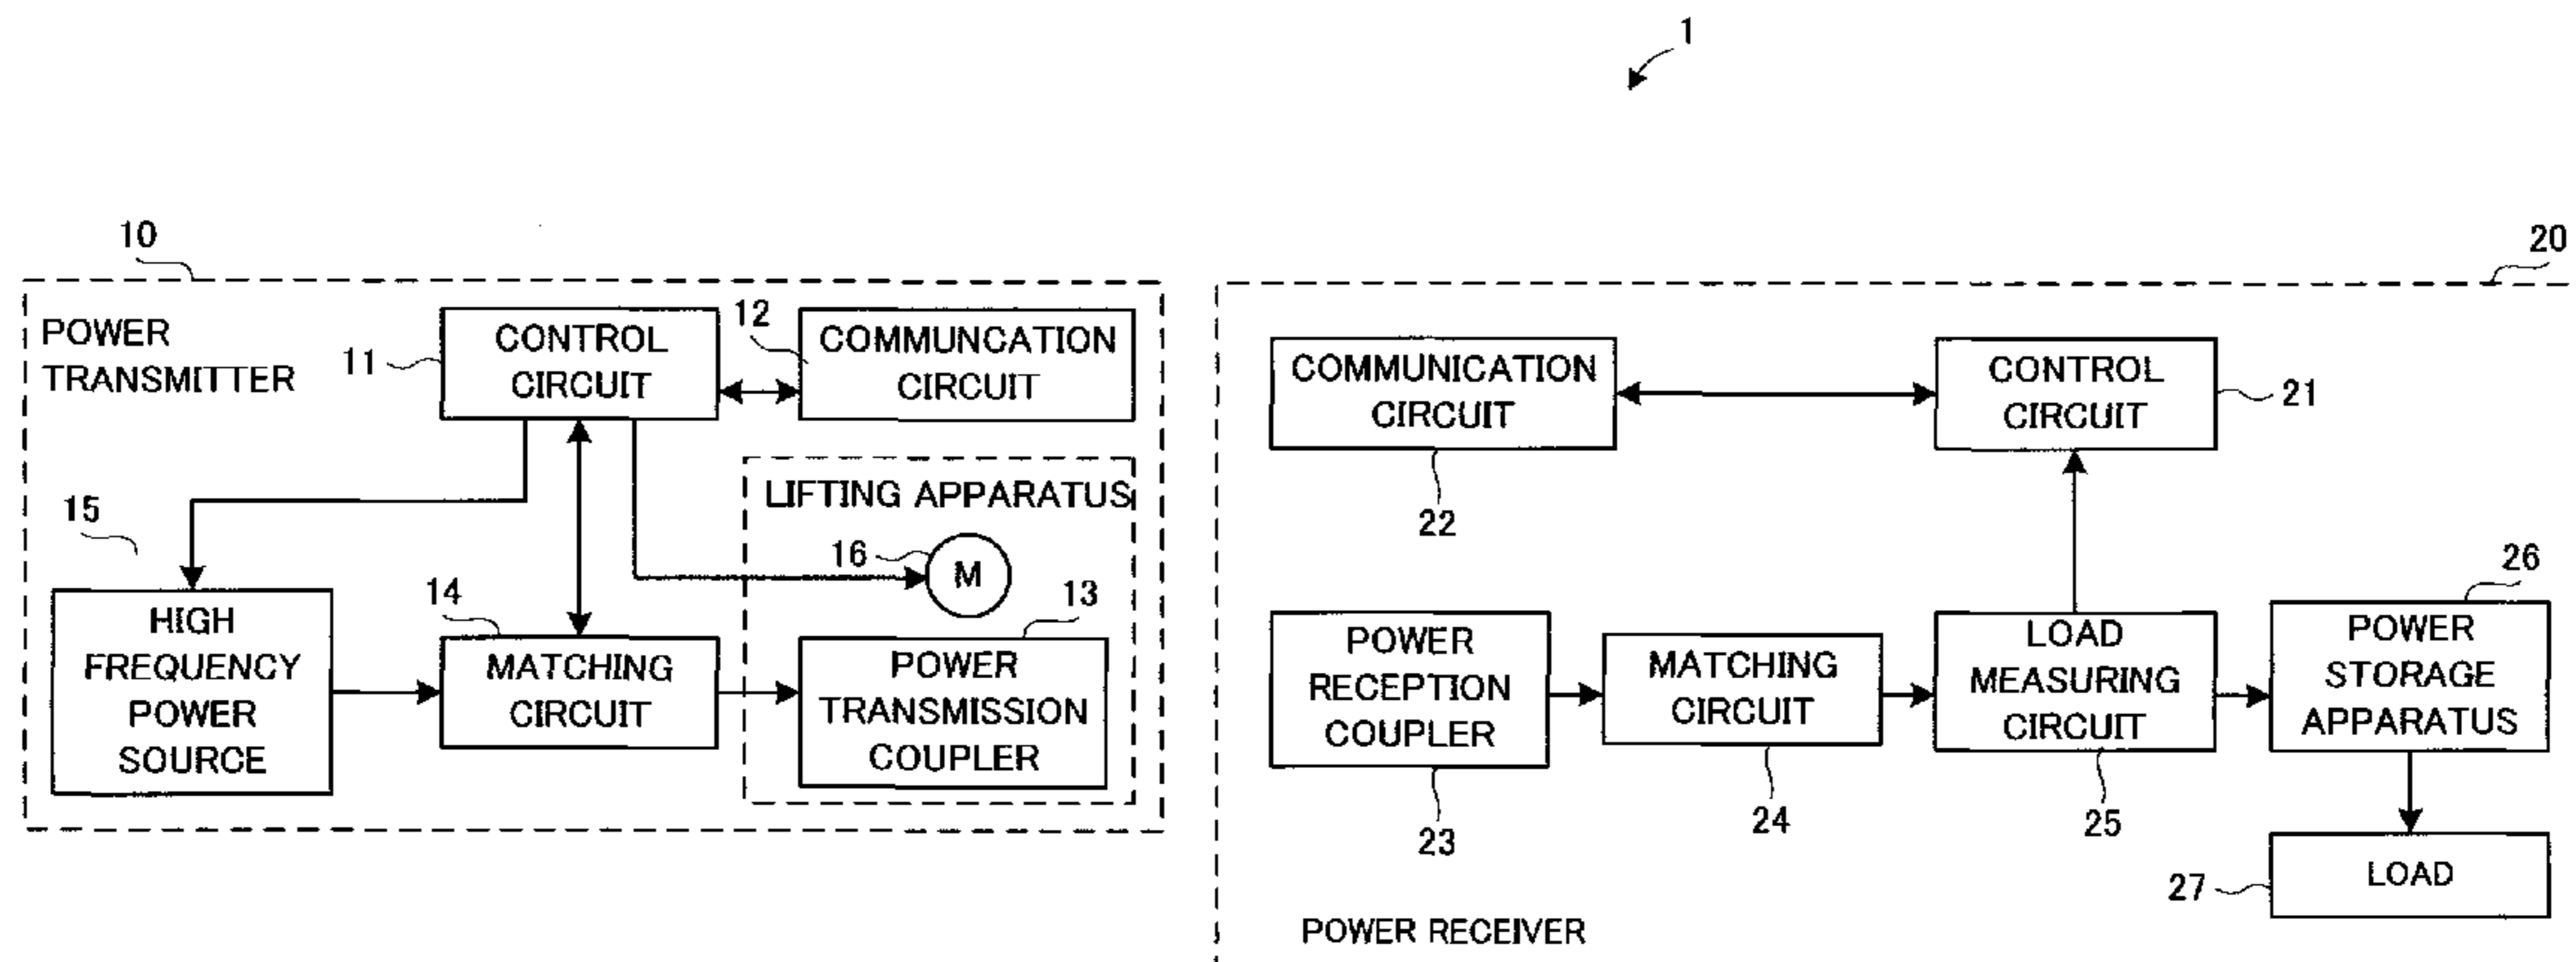 1
10
20
POWER
TRANSMITTER
11
CONTROL
CIRCUIT
12
COMMUNCATION
CIRCUIT
COMMUNICATION
CIRCUIT
22
CONTROL
CIRCUIT
21
15
LIFTING APPARATUS
16
M
HIGH
FREQUENCY
POWER
SOURCE
14
MATCHING
CIRCUIT
13
POWER
TRANSMISSION
COUPLER
POWER
RECEPTION
COUPLER
23
MATCHING
CIRCUIT
24
LOAD
MEASURING
CIRCUIT
25
26
POWER
STORAGE
APPARATUS
27
LOAD
POWER RECEIVER